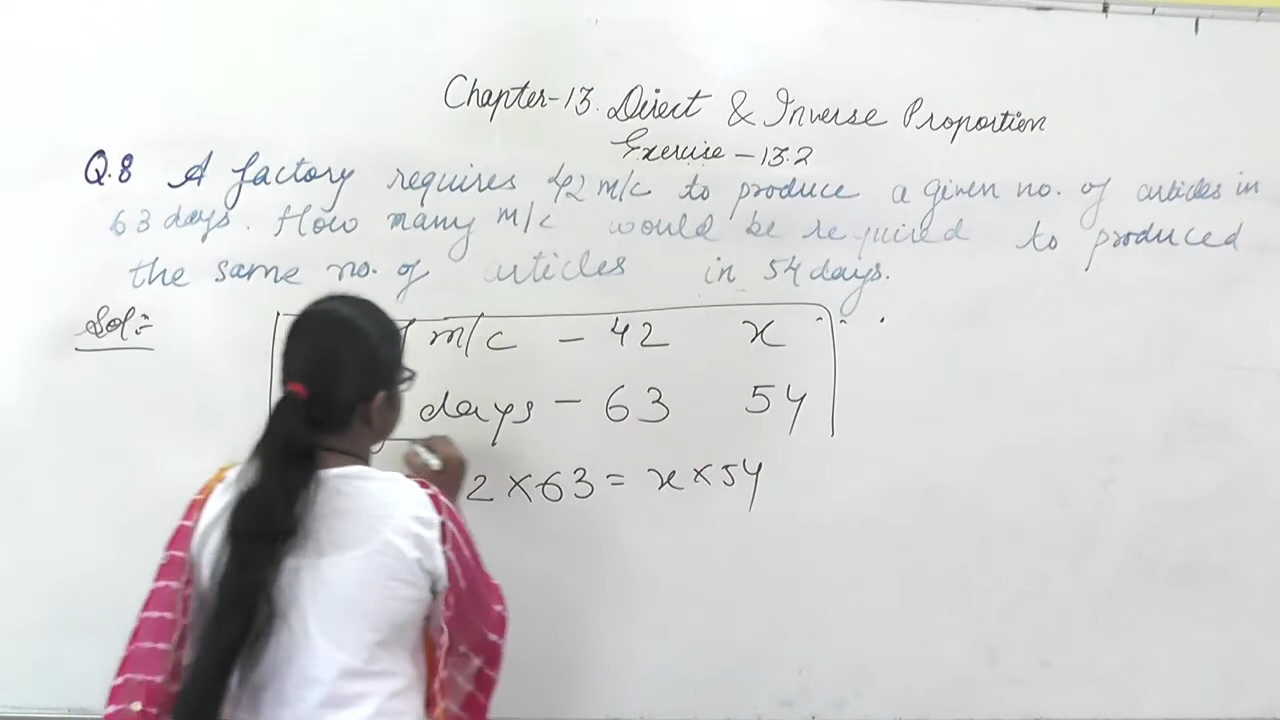 Chapter-13. Direct & Inverse Proportion
Exercise - 13.2
Q.8 A factory requires 42 m/c to produce a given no. of articles in
63 days. How many m/c would be required to produced
the same no. of articles in 54 days.
Sol:-
m/c - 42 x
days - 63 54
2 × 63 = x × 54